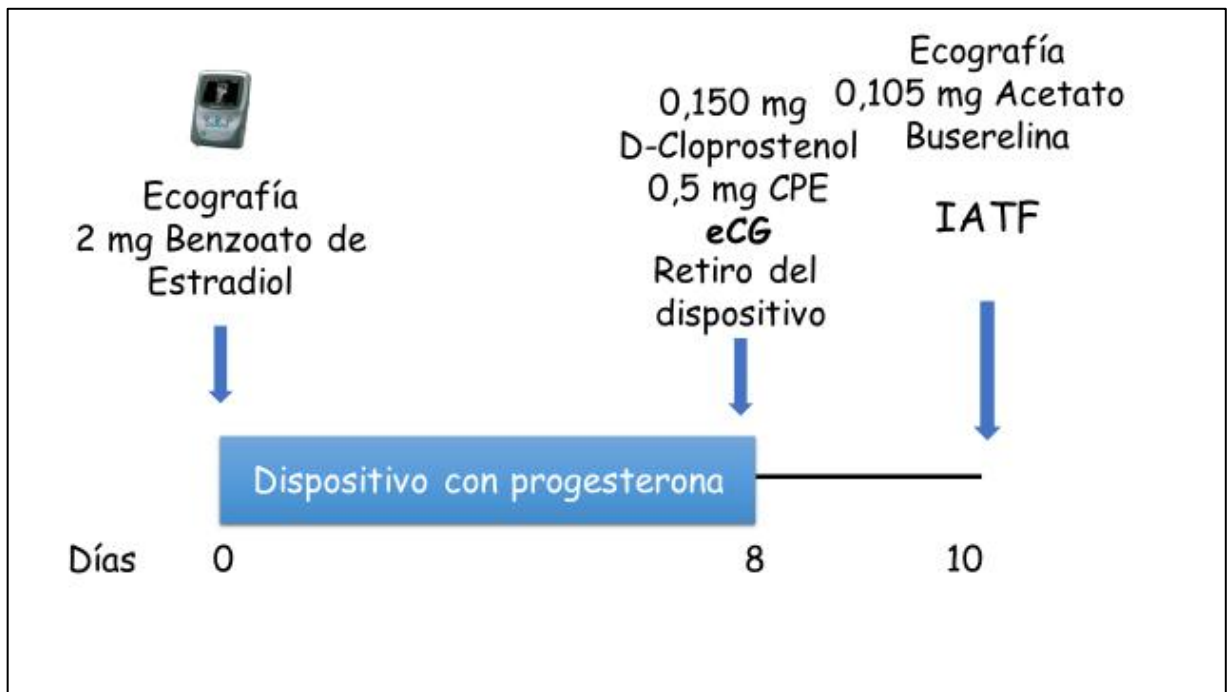 Ecografía
2 mg Benzoato de
Estradiol
0,150 mg
D-Cloprostenol
0,5 mg CPE
eCG
Retiro del
dispositivo
Ecografía
0,105 mg Acetato
Buserelina
IATF
Dispositivo con progesterona
Días 0 8 10